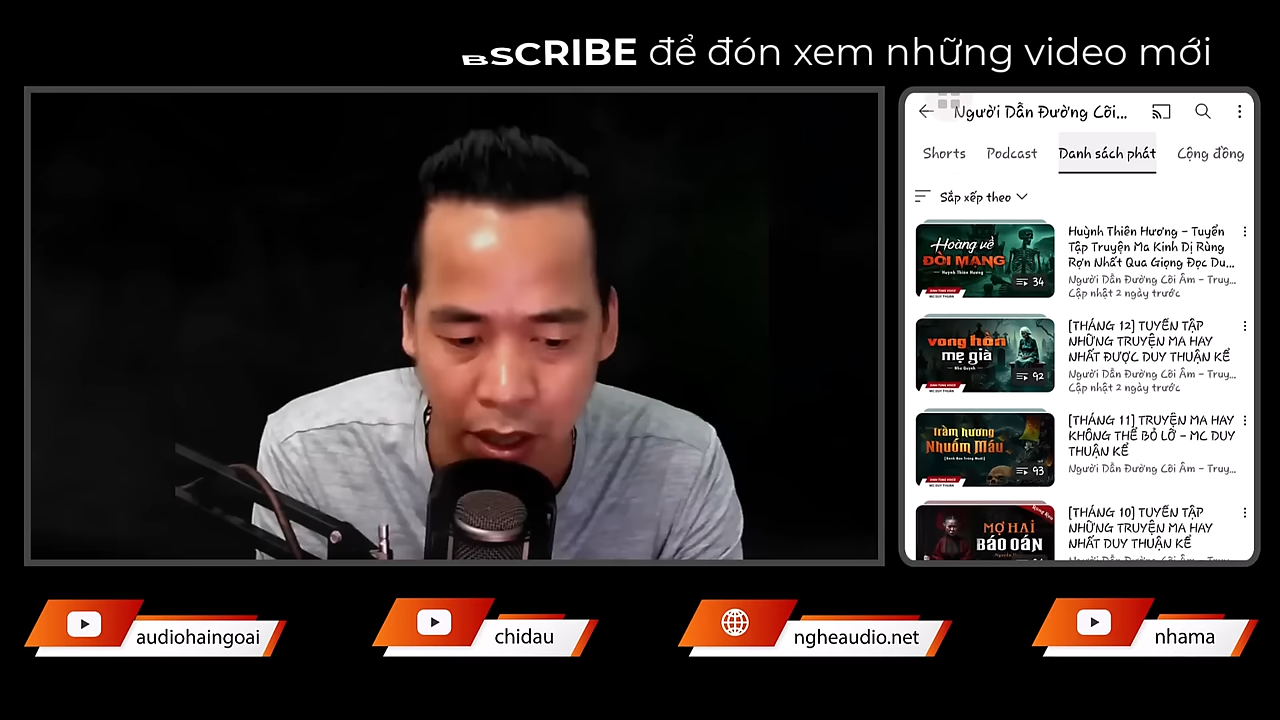 BSCRIBE để đón xem những video mới
Người Dẫn Đường Cõi...
Shorts Podcast Danh sách phát Cộng đồng
Sắp xếp theo
Hoàng về
ĐÒI MẠNG
Huỳnh Thiên Hương
34
Huỳnh Thiên Hương – Tuyển
Tập Truyện Ma Kinh Dị Rùng
Rợn Nhất Qua Giọng Đọc Du...
Người Dẫn Đường Cõi Âm – Truy...
Cập nhật 2 ngày trước
vong hồn
mẹ già
Như Quỳnh
92
[THÁNG 12] TUYỂN TẬP
NHỮNG TRUYỆN MA HAY
NHẤT ĐƯỢC DUY THUẬN KỂ
Người Dẫn Đường Cõi Âm – Truy...
Cập nhật 2 ngày trước
Trầm hương
Nhuốm Máu
93
[THÁNG 11] TRUYỆN MA HAY
KHÔNG THỂ BỎ LỠ – MC DUY
THUẬN KỂ
Người Dẫn Đường Cõi Âm – Truy...
MỢ HAI
BÁO OÁN
[THÁNG 10] TUYỂN TẬP
NHỮNG TRUYỆN MA HAY
NHẤT DUY THUẬN KỂ
audiohaingoai
chidau
ngheaudio.net
nhama